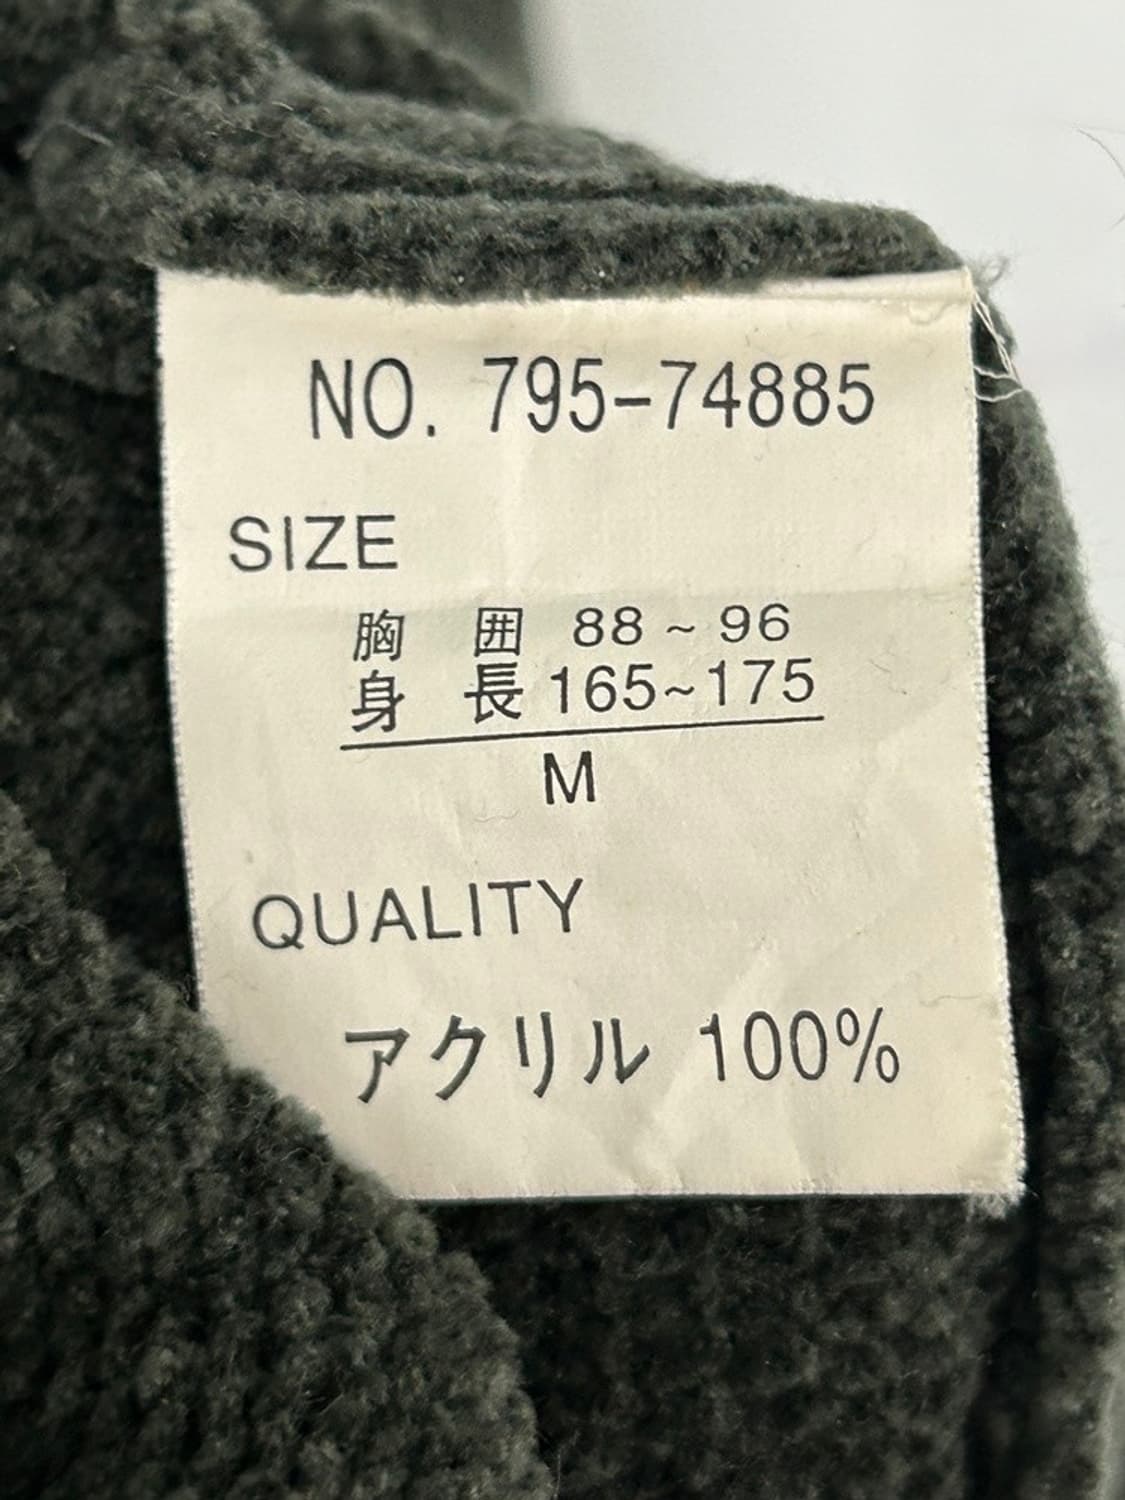 NO. 795-74885
SIZE
胸 囲 88~96
身 長 165~175
M
QUALITY
アクリル 100%